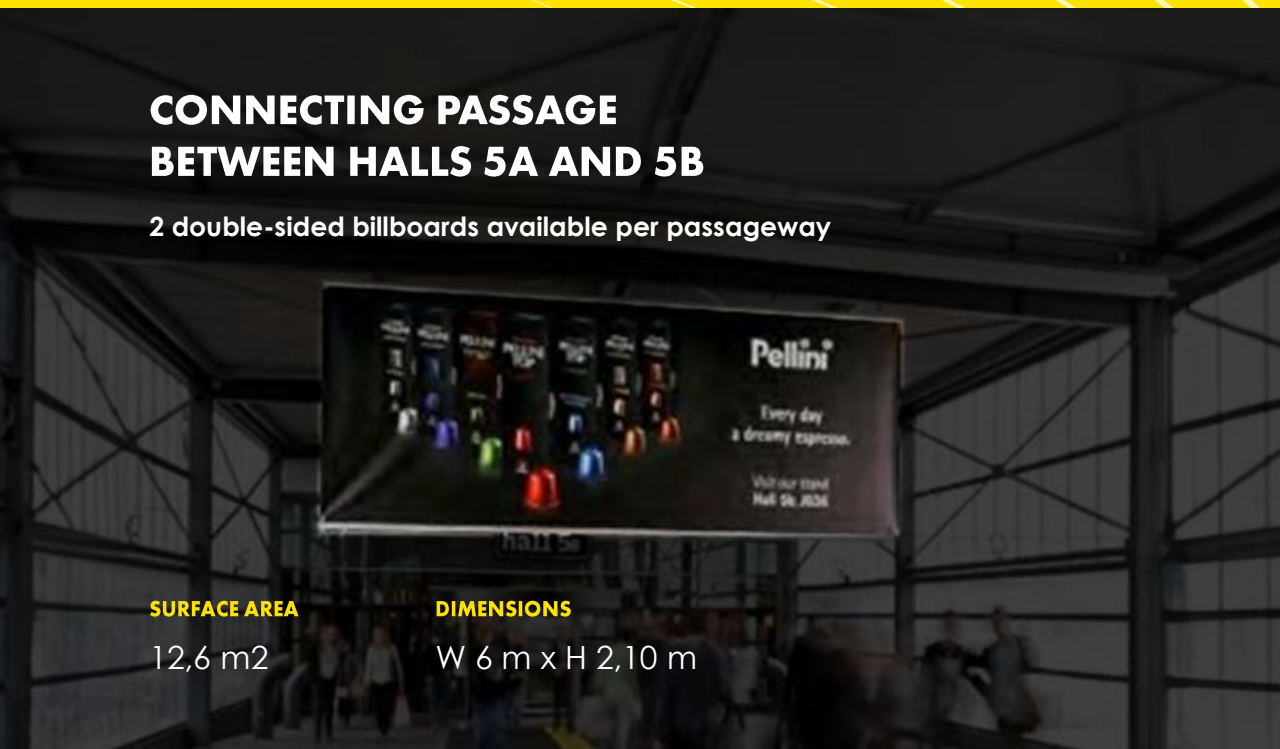 CONNECTING PASSAGE
BETWEEN HALLS 5A AND 5B
2 double-sided billboards available per passageway
Pellini
Every day
a dreamy espresso.
Visit our stand
hall
SURFACE AREA
DIMENSIONS
12,6 m2
W 6 m x H 2,10 m